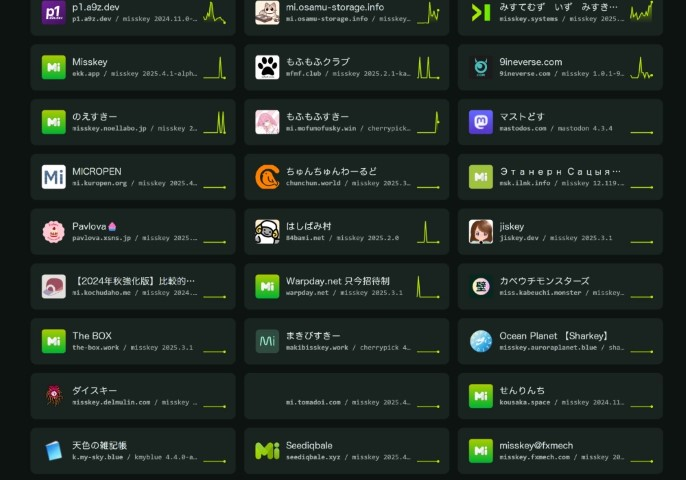 p1.a9z.dev
p1.a9z.dev / misskey 2024.11.0-…
mi.osamu-storage.info
mi.osamu-storage.info / misskey…
みすてむず いず みすき…
misskey.systems / misskey 2025.…
Misskey
ekk.app / misskey 2025.4.1-alph…
もふもふクラブ
mfmf.club / misskey 2025.2.1-ka…
9ineverse.com
9ineverse.com / misskey 1.0.1-9…
のえすきー
misskey.noellabo.jp / misskey 2…
もふもふすきー
mi.mofumofusky.win / cherrypick…
マストどす
mastodos.com / mastodon 4.3.4
MICROPEN
mi.kuropen.org / misskey 2025.4…
ちゅんちゅんわーるど
chunchun.world / misskey 2025.3…
Этанерн Сацыя…
msk.ilnk.info / misskey 12.119.…
Pavlova
pavlova.xsns.jp / misskey 2025.…
はしばみ村
84bami.net / misskey 2025.2.0
jiskey
jiskey.dev / misskey 2025.3.1
【2024年秋強化版】比較的…
mi.kochudaho.me / misskey 2024.…
Warpday.net 只今招待制
warpday.net / misskey 2025.3.1
カベウチモンスターズ
miss.kabeuchi.monster / misskey…
The BOX
the-box.work / misskey 2025.3.1
まきびすきー
makibisskey.work / cherrypick 4…
Ocean Planet 【Sharkey】
misskey.auroraplanet.blue / sha…
ダイスキー
misskey.delmulin.com / misskey …
mi.tomadoi.com / misskey 2025.4…
せんりんち
kousaka.space / misskey 2024.11…
天色の雑記帳
k.my-sky.blue / kmyblue 4.4.0-a…
Seediqbale
seediqbale.xyz / misskey 2025.4…
misskey@fxmech
misskey.fxmech.com / misskey 20…